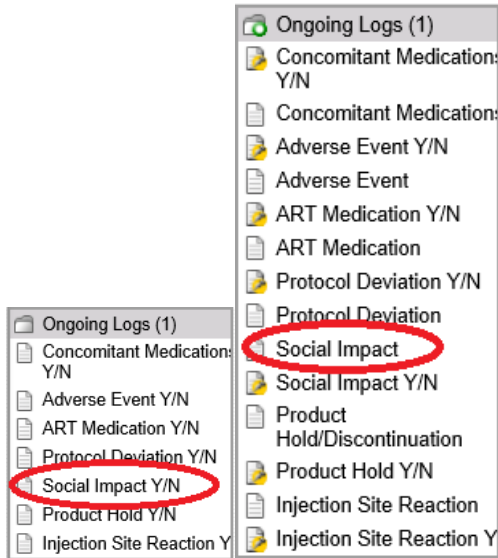 Ongoing Logs (1)
Concomitant Medications
Y/N
Adverse Event Y/N
ART Medication Y/N
Protocol Deviation Y/N
Social Impact Y/N
Product Hold Y/N
Injection Site Reaction Y
Ongoing Logs (1)
Concomitant Medications
Y/N
Concomitant Medications
Adverse Event Y/N
Adverse Event
ART Medication Y/N
ART Medication
Protocol Deviation Y/N
Protocol Deviation
Social Impact
Social Impact Y/N
Product
Hold/Discontinuation
Product Hold Y/N
Injection Site Reaction
Injection Site Reaction Y